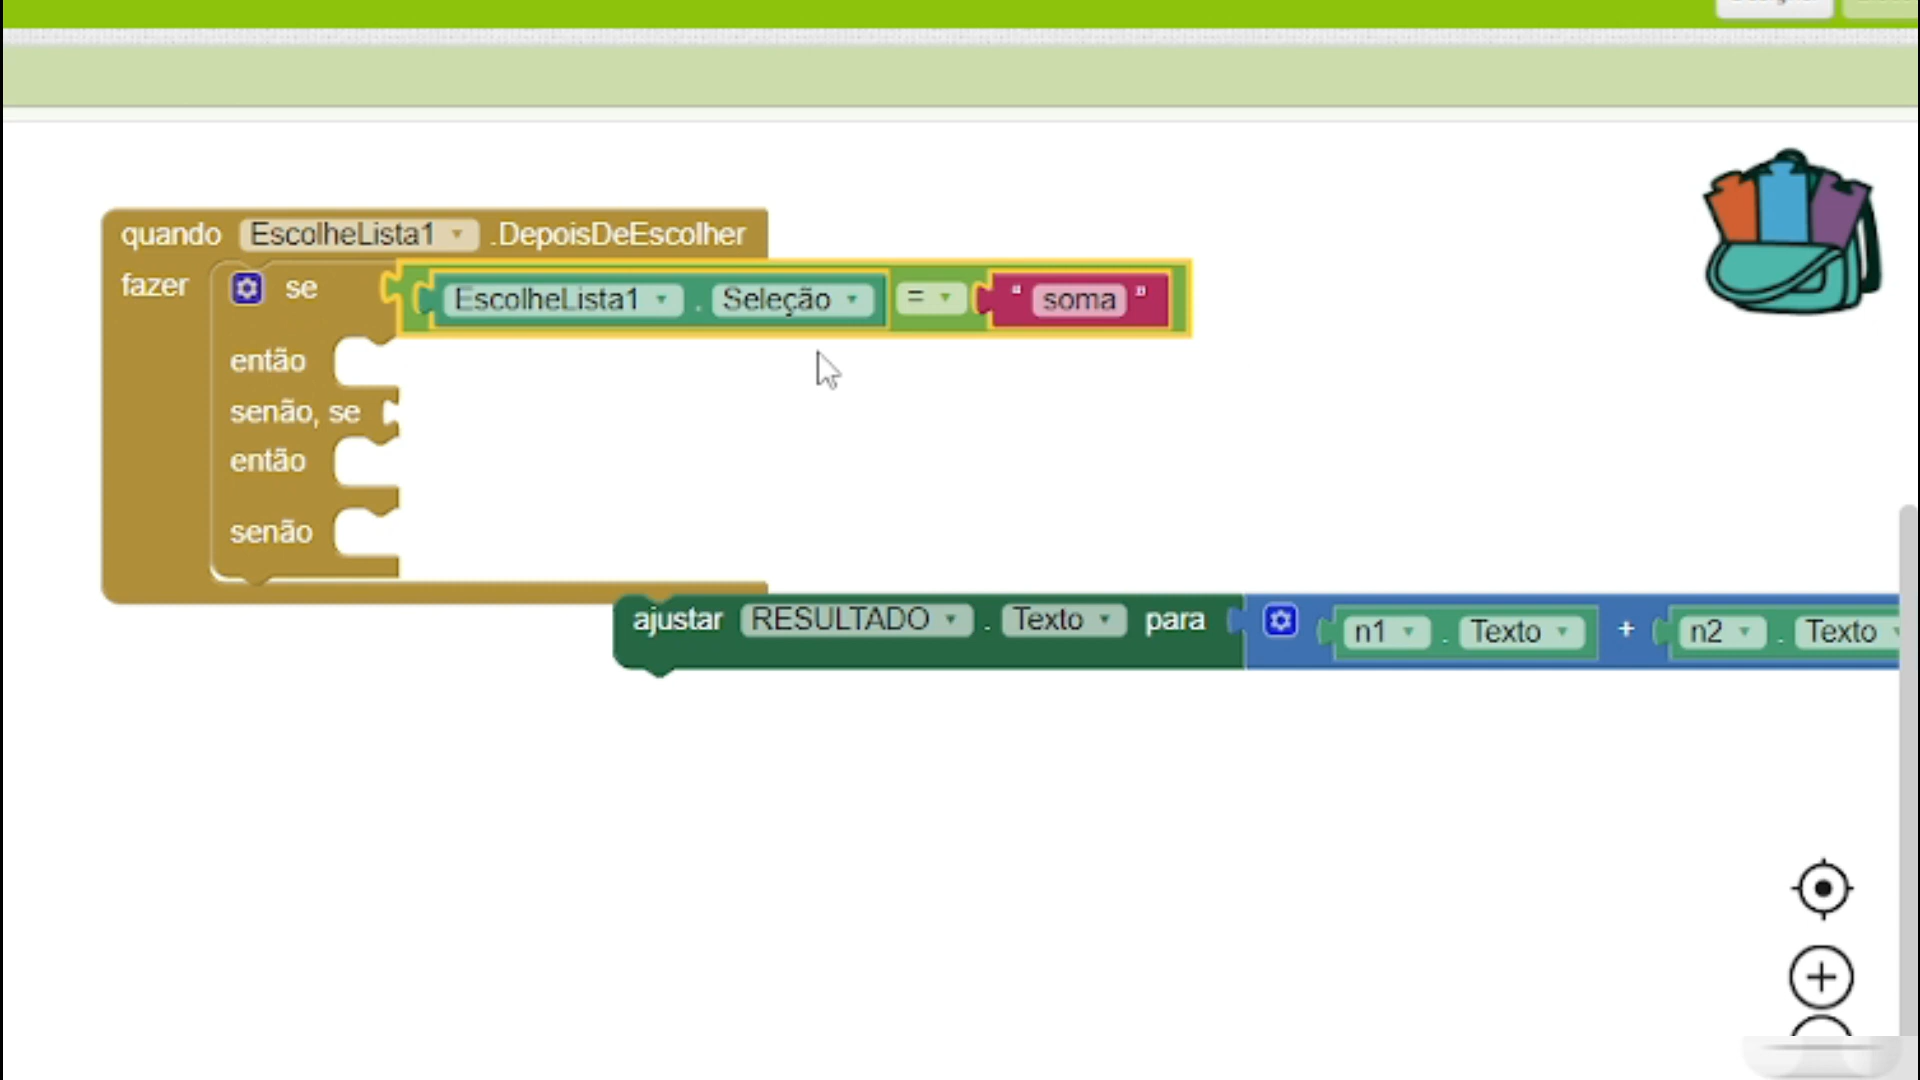 quando EscolheLista1 .DepoisDeEscolher
fazer se EscolheLista1 . Seleção = “ soma ”
então
senão, se
então
senão
ajustar RESULTADO . Texto para n1 . Texto + n2 . Texto